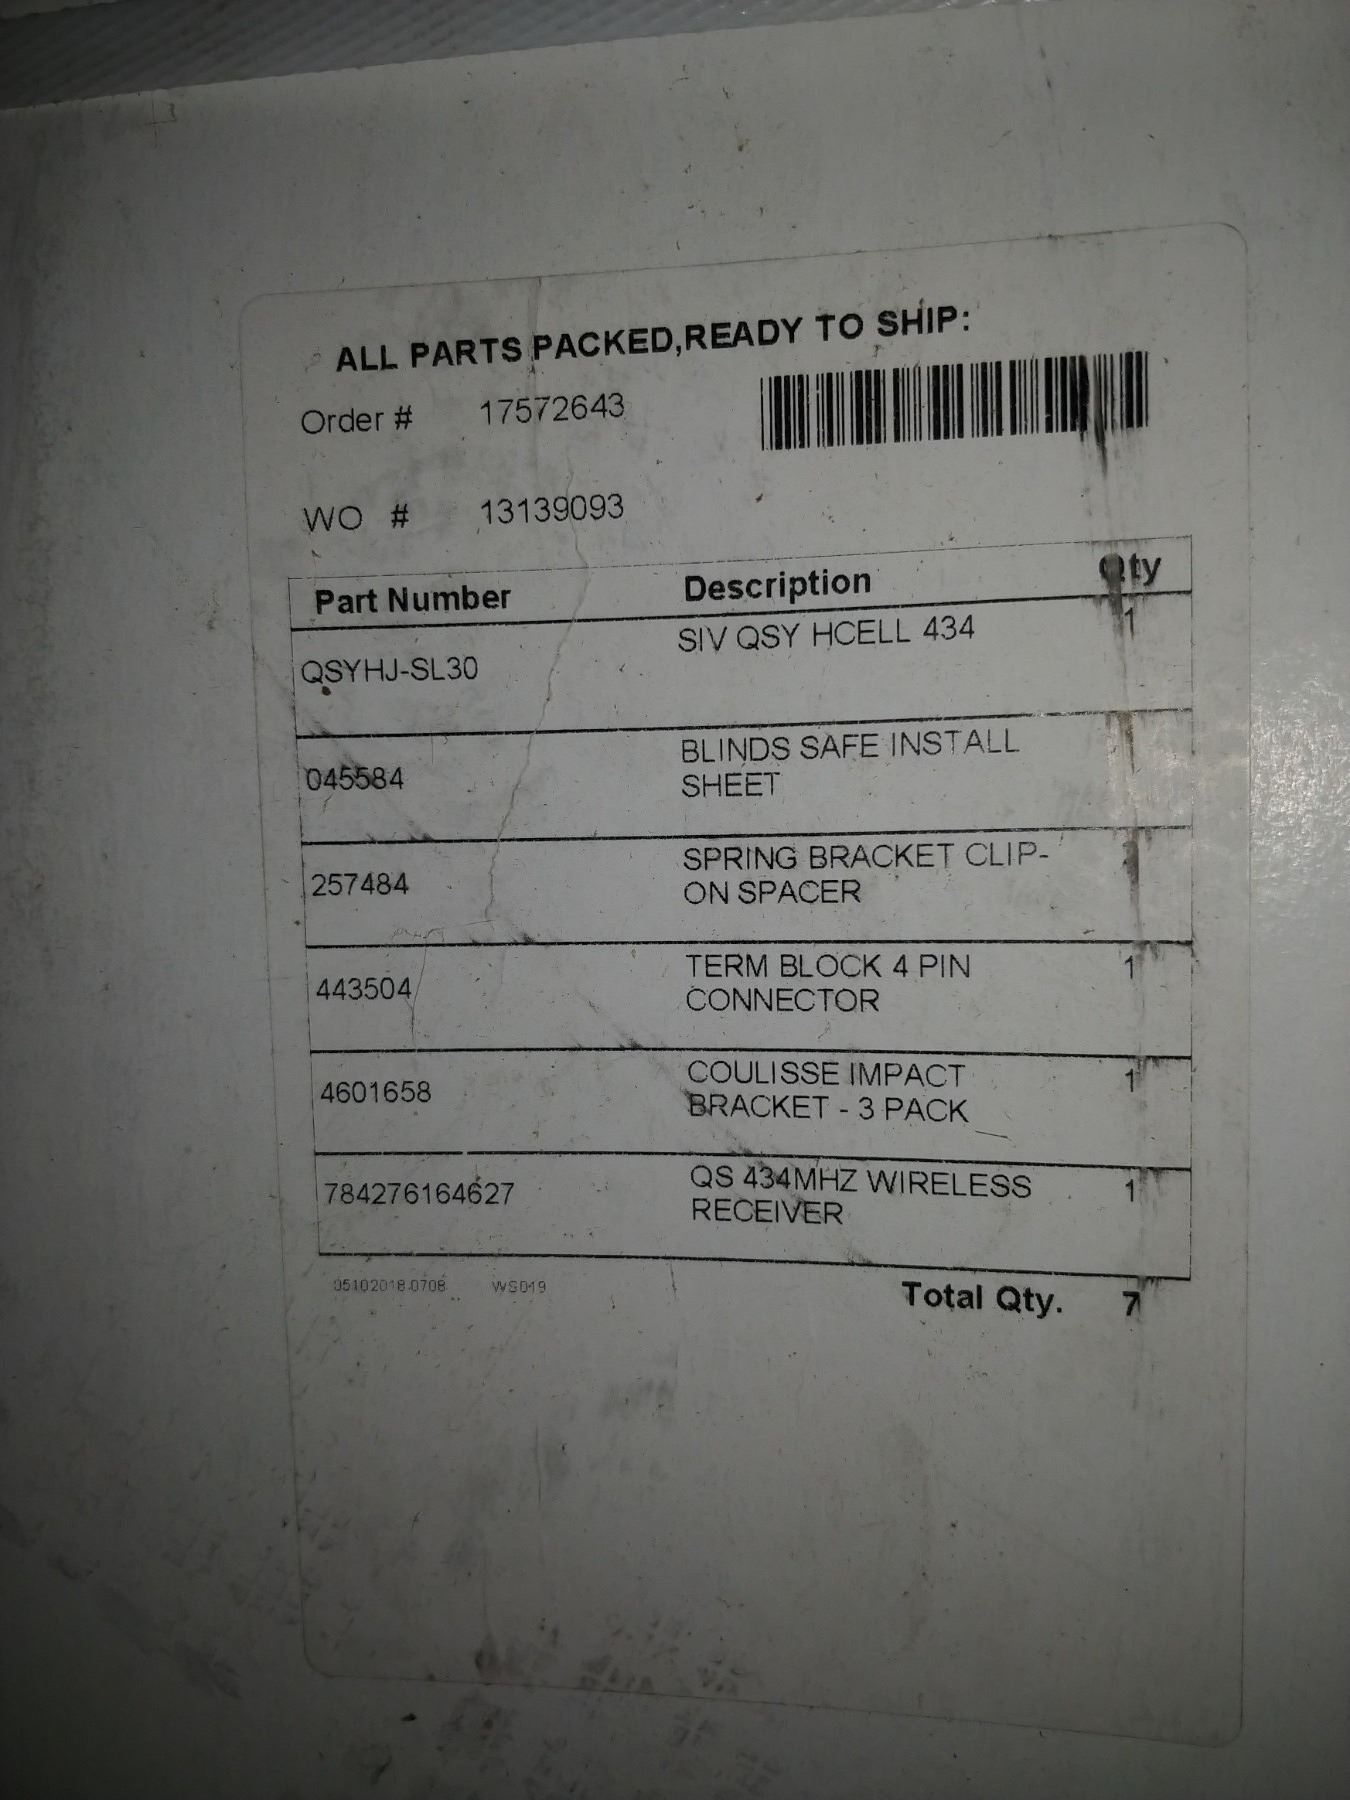 ALL PARTS PACKED,READY TO SHIP:
Order # 17572643
WO # 13139093
Part Number Description Qty
QSYHJ-SL30 SIV QSY HCELL 434 1
045584 BLINDS SAFE INSTALL
SHEET
257484 SPRING BRACKET CLIP-
ON SPACER
443504 TERM BLOCK 4 PIN 1
CONNECTOR
4601658 COULISSE IMPACT 1
BRACKET - 3 PACK
784276164627 QS 434MHZ WIRELESS 1
RECEIVER
05102018.0708 WS019
Total Qty. 7